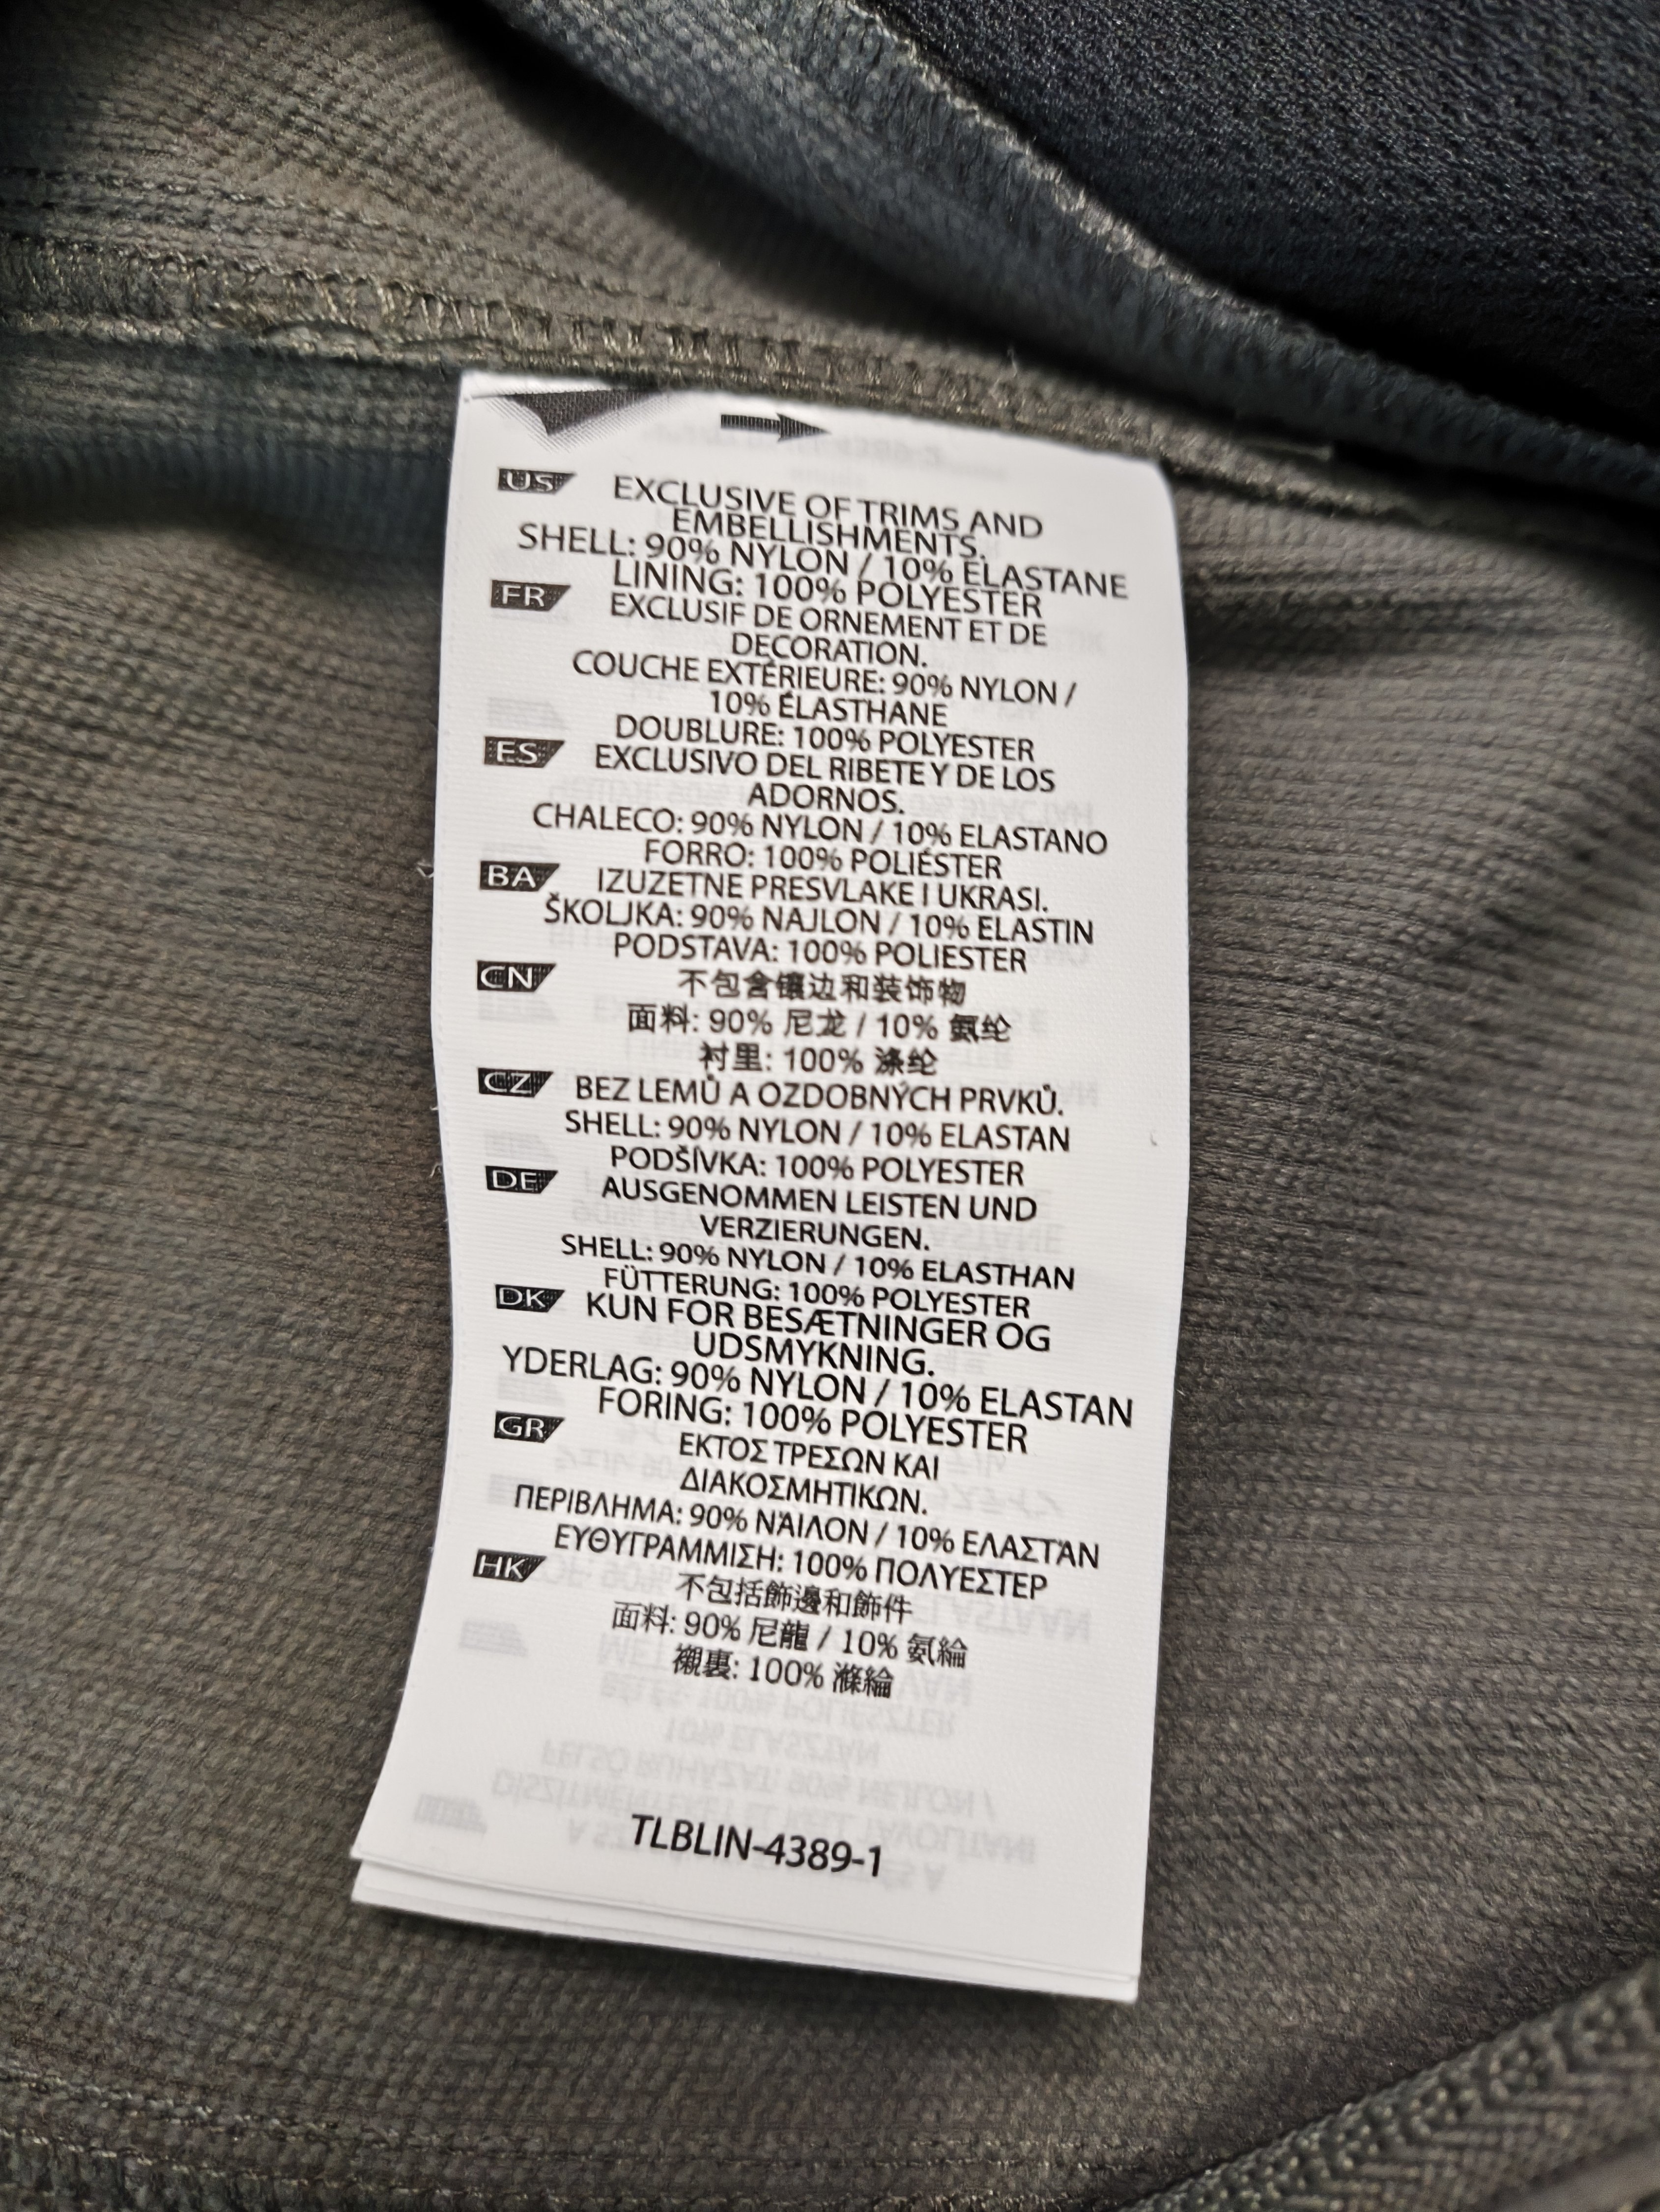 US EXCLUSIVE OF TRIMS AND
EMBELLISHMENTS.
SHELL: 90% NYLON / 10% ELASTANE
LINING: 100% POLYESTER
FR EXCLUSIF DE ORNEMENT ET DE
DECORATION.
COUCHE EXTÉRIEURE: 90% NYLON /
10% ÉLASTHANE
DOUBLURE: 100% POLYESTER
ES EXCLUSIVO DEL RIBETE Y DE LOS
ADORNOS.
CHALECO: 90% NYLON / 10% ELASTANO
FORRO: 100% POLIÉSTER
BA IZUZETNE PRESVLAKE I UKRASI.
ŠKOLJKA: 90% NAJLON / 10% ELASTIN
PODSTAVA: 100% POLIESTER
CN 不包含镶边和装饰物
面料: 90% 尼龙 / 10% 氨纶
衬里: 100% 涤纶
CZ BEZ LEMŮ A OZDOBNÝCH PRVKŮ.
SHELL: 90% NYLON / 10% ELASTAN
PODŠÍVKA: 100% POLYESTER
DE AUSGENOMMEN LEISTEN UND
VERZIERUNGEN.
SHELL: 90% NYLON / 10% ELASTHAN
FÜTTERUNG: 100% POLYESTER
DK KUN FOR BESÆTNINGER OG
UDSMYKNING.
YDERLAG: 90% NYLON / 10% ELASTAN
FORING: 100% POLYESTER
GR ΕΚΤΟΣ ΤΡΕΣΩΝ ΚΑΙ
ΔΙΑΚΟΣΜΗΤΙΚΩΝ.
ΠΕΡΙΒΛΗΜΑ: 90% ΝΆΙΛΟΝ / 10% ΕΛΑΣΤΆΝ
ΕΥΘΥΓΡΑΜΜΙΣΗ: 100% ΠΟΛΥΕΣΤΕΡ
HK 不包括飾邊和飾件
面料: 90% 尼龍 / 10% 氨綸
襯裏: 100% 滌綸
TLBLIN-4389-1